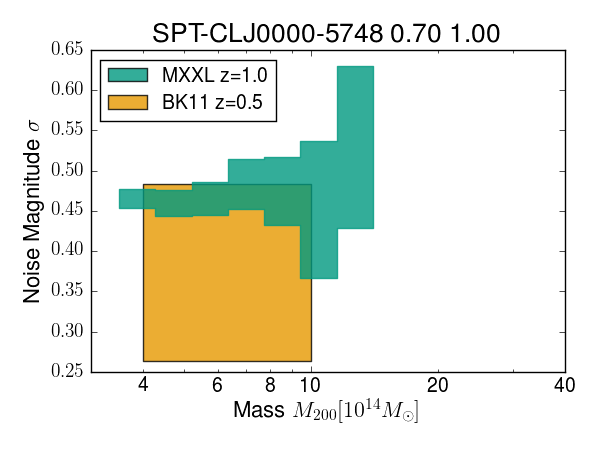 SPT-CLJ0000-5748 0.70 1.00
MXXL z=1.0
BK11 z=0.5
Noise Magnitude σ
0.65
0.60
0.55
0.50
0.45
0.40
0.35
0.30
0.25
4 6 8 10 20 40
Mass M₂₀₀[10¹⁴M☉]